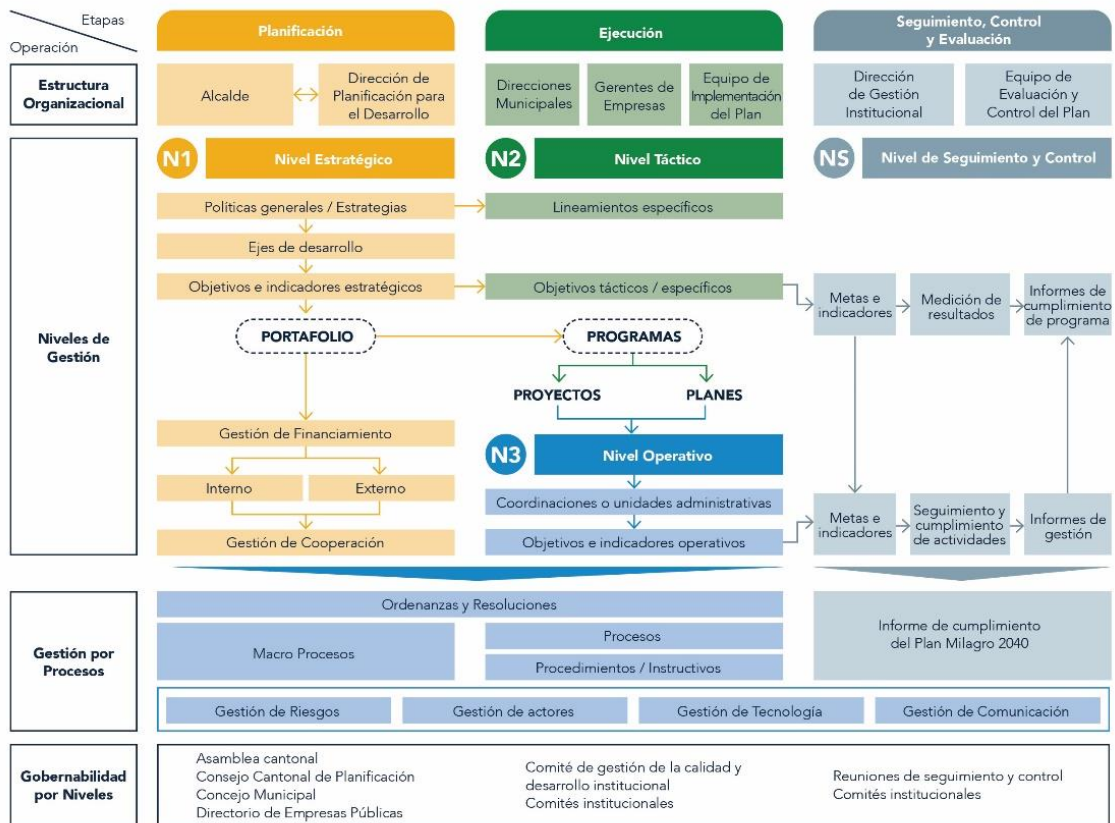 Etapas
Operación
Planificación
Ejecución
Seguimiento, Control
y Evaluación
Estructura
Organizacional
Alcalde
Dirección de
Planificación para
el Desarrollo
Direcciones
Municipales
Gerentes de
Empresas
Equipo de
Implementación
del Plan
Dirección
de Gestión
Institucional
Equipo de
Evaluación y
Control del Plan
Niveles de
Gestión
N1
Nivel Estratégico
N2
Nivel Táctico
NS
Nivel de Seguimiento y Control
Políticas generales / Estrategias
Lineamientos específicos
Ejes de desarrollo
Objetivos e indicadores estratégicos
Objetivos tácticos / específicos
Metas e
indicadores
Medición de
resultados
Informes de
cumplimiento
de programa
PORTAFOLIO
PROGRAMAS
PROYECTOS
PLANES
Gestión de Financiamiento
N3
Nivel Operativo
Interno
Externo
Coordinaciones o unidades administrativas
Gestión de Cooperación
Objetivos e indicadores operativos
Metas e
indicadores
Seguimiento y
cumplimiento
de actividades
Informes de
gestión
Gestión por
Procesos
Ordenanzas y Resoluciones
Macro Procesos
Procesos
Procedimientos / Instructivos
Informe de cumplimiento
del Plan Milagro 2040
Gestión de Riesgos
Gestión de actores
Gestión de Tecnología
Gestión de Comunicación
Gobernabilidad
por Niveles
Asamblea cantonal
Consejo Cantonal de Planificación
Concejo Municipal
Directorio de Empresas Públicas
Comité de gestión de la calidad y
desarrollo institucional
Comités institucionales
Reuniones de seguimiento y control
Comités institucionales